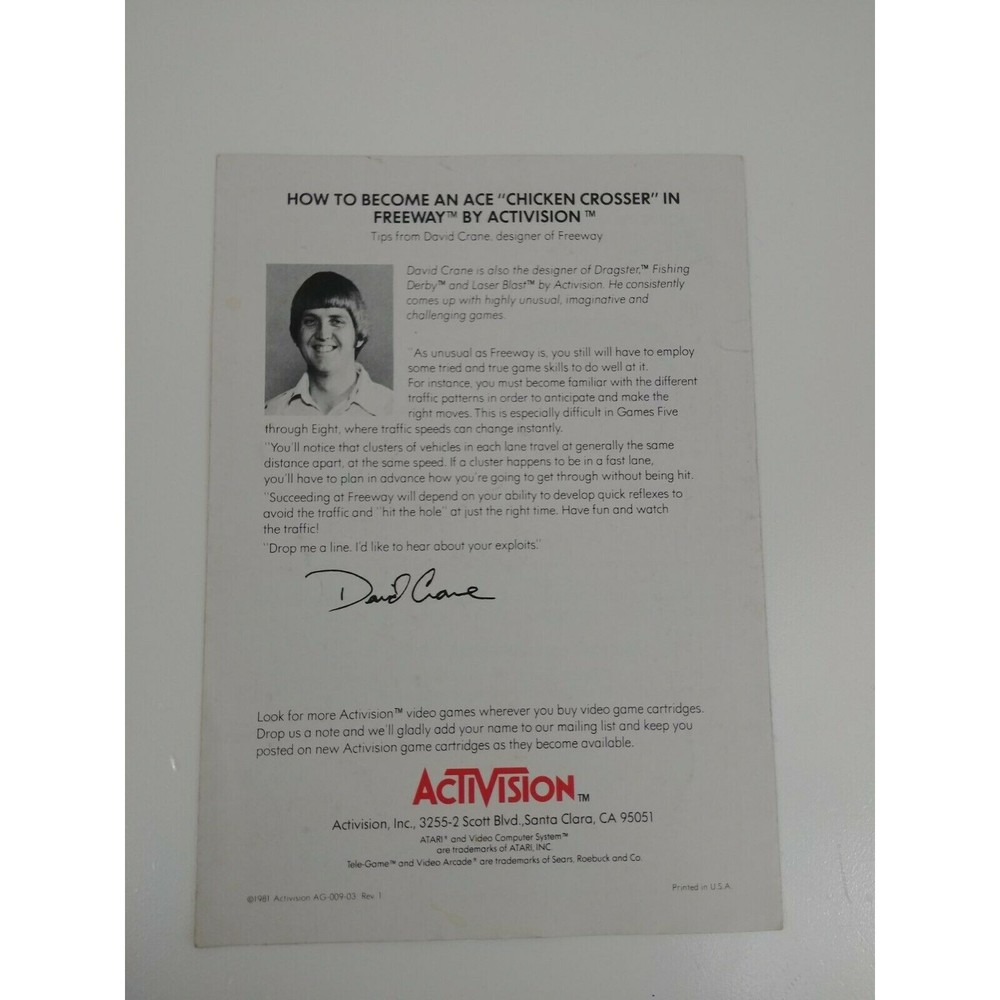 HOW TO BECOME AN ACE "CHICKEN CROSSER" IN
FREEWAY™ BY ACTIVISION™
Tips from David Crane, designer of Freeway
David Crane is also the designer of Dragster,™ Fishing
Derby™ and Laser Blast™ by Activision. He consistently
comes up with highly unusual, imaginative and
challenging games.
"As unusual as Freeway is, you still will have to employ
some tried and true game skills to do well at it.
For instance, you must become familiar with the different
traffic patterns in order to anticipate and make the
right moves. This is especially difficult in Games Five
through Eight, where traffic speeds can change instantly.
"You'll notice that clusters of vehicles in each lane travel at generally the same
distance apart, at the same speed. If a cluster happens to be in a fast lane,
you'll have to plan in advance how you're going to get through without being hit.
"Succeeding at Freeway will depend on your ability to develop quick reflexes to
avoid the traffic and "hit the hole" at just the right time. Have fun and watch
the traffic!
"Drop me a line. I'd like to hear about your exploits."
David Crane
Look for more Activision™ video games wherever you buy video game cartridges.
Drop us a note and we'll gladly add your name to our mailing list and keep you
posted on new Activision game cartridges as they become available.
ACTIVISION™
Activision, Inc., 3255-2 Scott Blvd., Santa Clara, CA 95051
ATARI® and Video Computer System™
are trademarks of ATARI, INC.
Tele-Game™ and Video Arcade® are trademarks of Sears, Roebuck and Co.
©1981 Activision AG-009-03 Rev. 1
Printed in U.S.A.